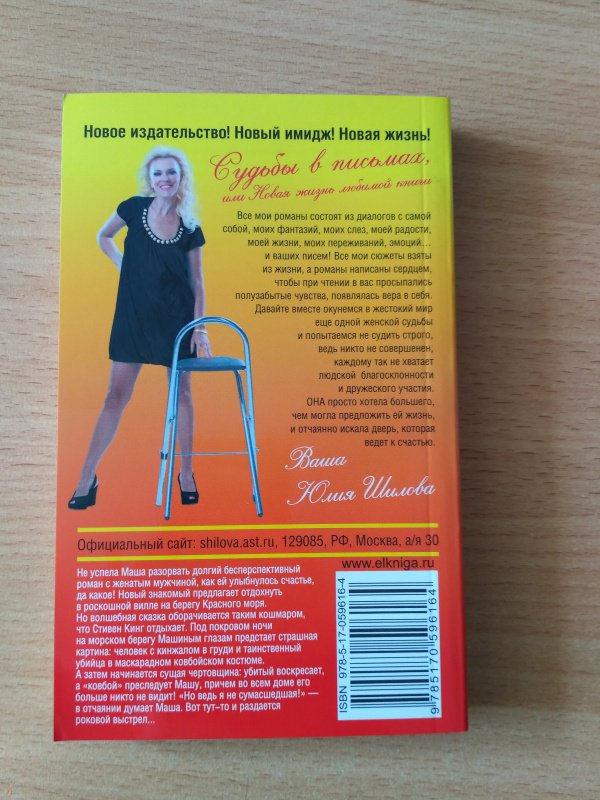 Новое издательство! Новый имидж! Новая жизнь!
Судьбы в письмах,
или Новая жизнь любимой книги
Все мои романы состоят из диалогов с самой
собой, моих фантазий, моих слез, моей радости,
моей жизни, моих переживаний, эмоций...
и ваших писем! Все мои сюжеты взяты
из жизни, а романы написаны сердцем,
чтобы при чтении в вас просыпались
полузабытые чувства, появлялась вера в себя.
Давайте вместе окунемся в жестокий мир
еще одной женской судьбы
и попытаемся не судить строго,
ведь никто не совершенен,
каждому так не хватает
людской благосклонности
и дружеского участия.
ОНА просто хотела большего,
чем могла предложить ей жизнь,
и отчаянно искала дверь, которая
ведет к счастью.
Ваша
Юлия Шилова
Официальный сайт: shilova.ast.ru, 129085, РФ, Москва, а/я 30
www.elkniga.ru
Не успела Маша разорвать долгий бесперспективный
роман с женатым мужчиной, как ей улыбнулось счастье,
да какое! Новый знакомый предлагает отдохнуть
в роскошной вилле на берегу Красного моря.
Но волшебная сказка оборачивается таким кошмаром,
что Стивен Кинг отдыхает. Под покровом ночи
на морском берегу Машиным глазам предстает страшная
картина: человек с кинжалом в груди и таинственный
убийца в маскарадном ковбойском костюме.
А затем начинается сущая чертовщина: убитый воскресает,
а «ковбой» преследует Машу, причем во всем доме его
больше никто не видит! «Но ведь я не сумасшедшая!» —
в отчаянии думает Маша. Вот тут-то и раздается
роковой выстрел...
ISBN 978-5-17-059616-4
9 785170 596164